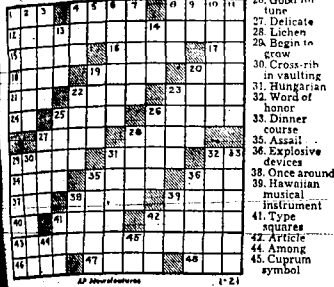 1 2 3 4 5 6 7 8 9 10 11
12 13 14
15 16 17
18 19 20
21 22 23
24 25 26
27 28
29 30 31 32 33
34 35 36
37 38 39
40 41 42
43 44 45
46 47 48
AP Newsfeatures 1-21
tune
27. Delicate
28. Lichen
29. Begin to
grow
30. Cross-rib
in vaulting
31. Hungarian
32. Word of
honor
33. Dinner
course
35. Assail
36. Explosive
devices
38. Once around
39. Hawaiian
musical
instrument
41. Type
squares
42. Article
44. Among
45. Cuprum
symbol